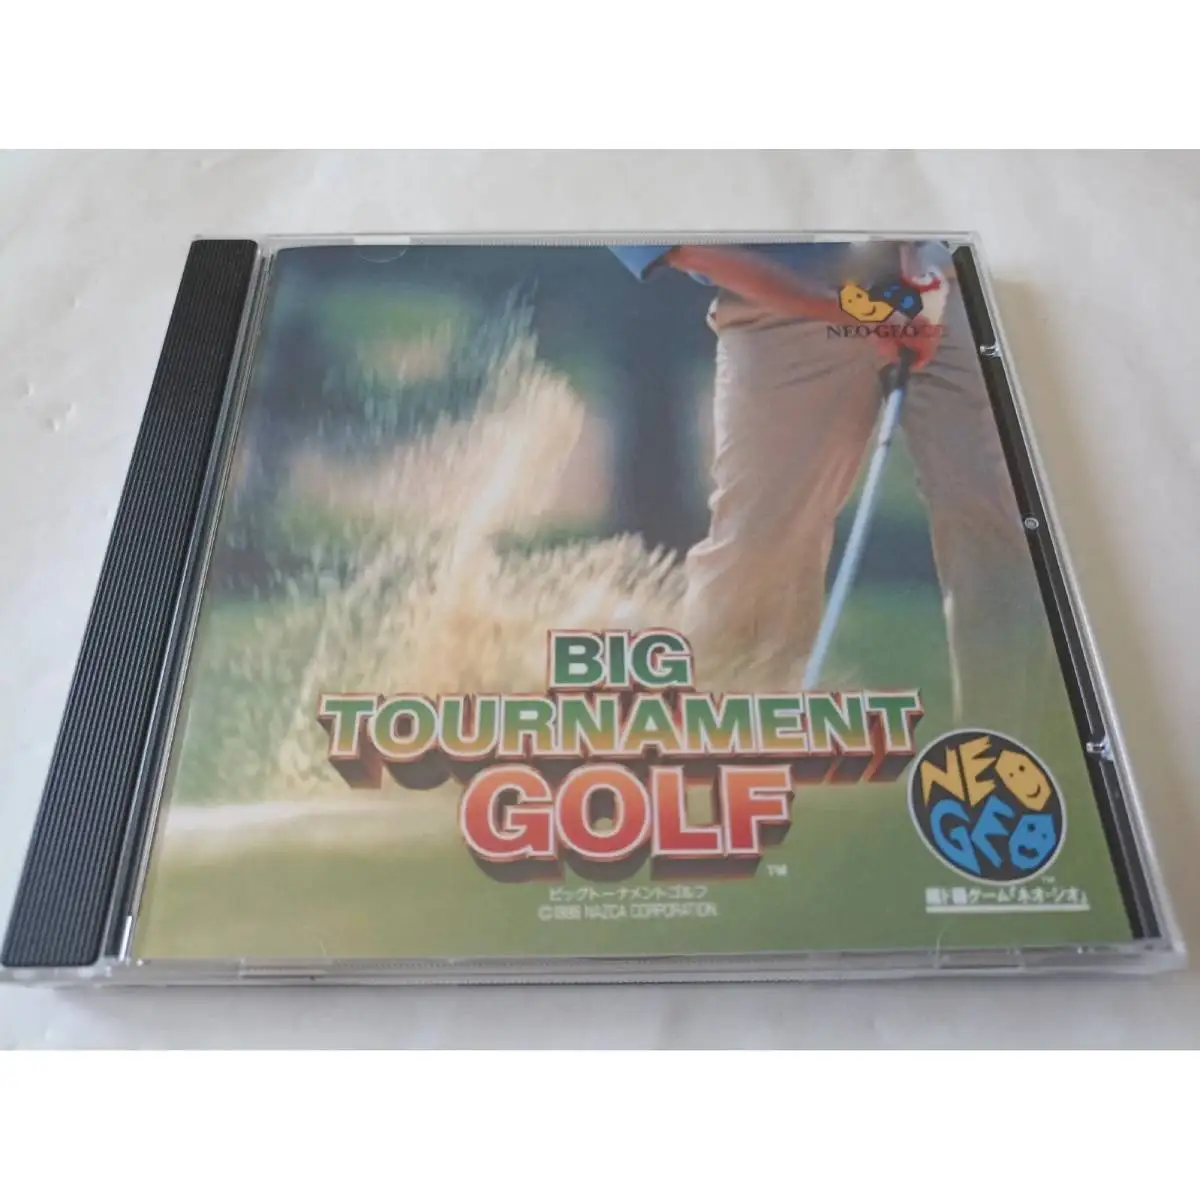 NEO·GEO CD
BIG
TOURNAMENT
GOLF
TM
NEO
GEO
TM
ビッグトーナメントゴルフ
©1996 NAZCA CORPORATION